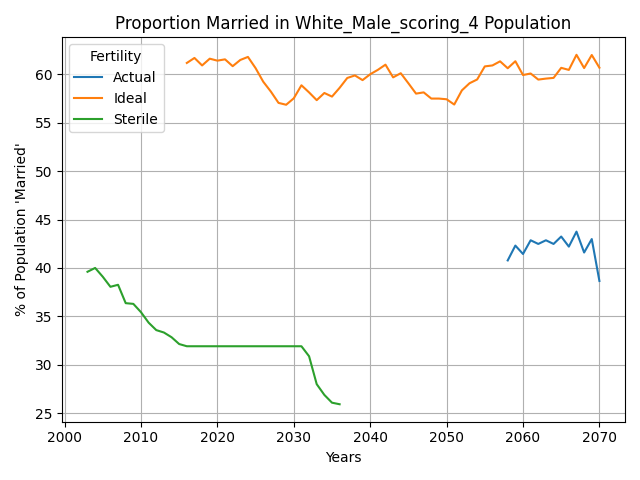 Proportion Married in White_Male_scoring_4 Population
Fertility
Actual
Ideal
Sterile
% of Population 'Married'
60
55
50
45
40
35
30
25
2000 2010 2020 2030 2040 2050 2060 2070
Years